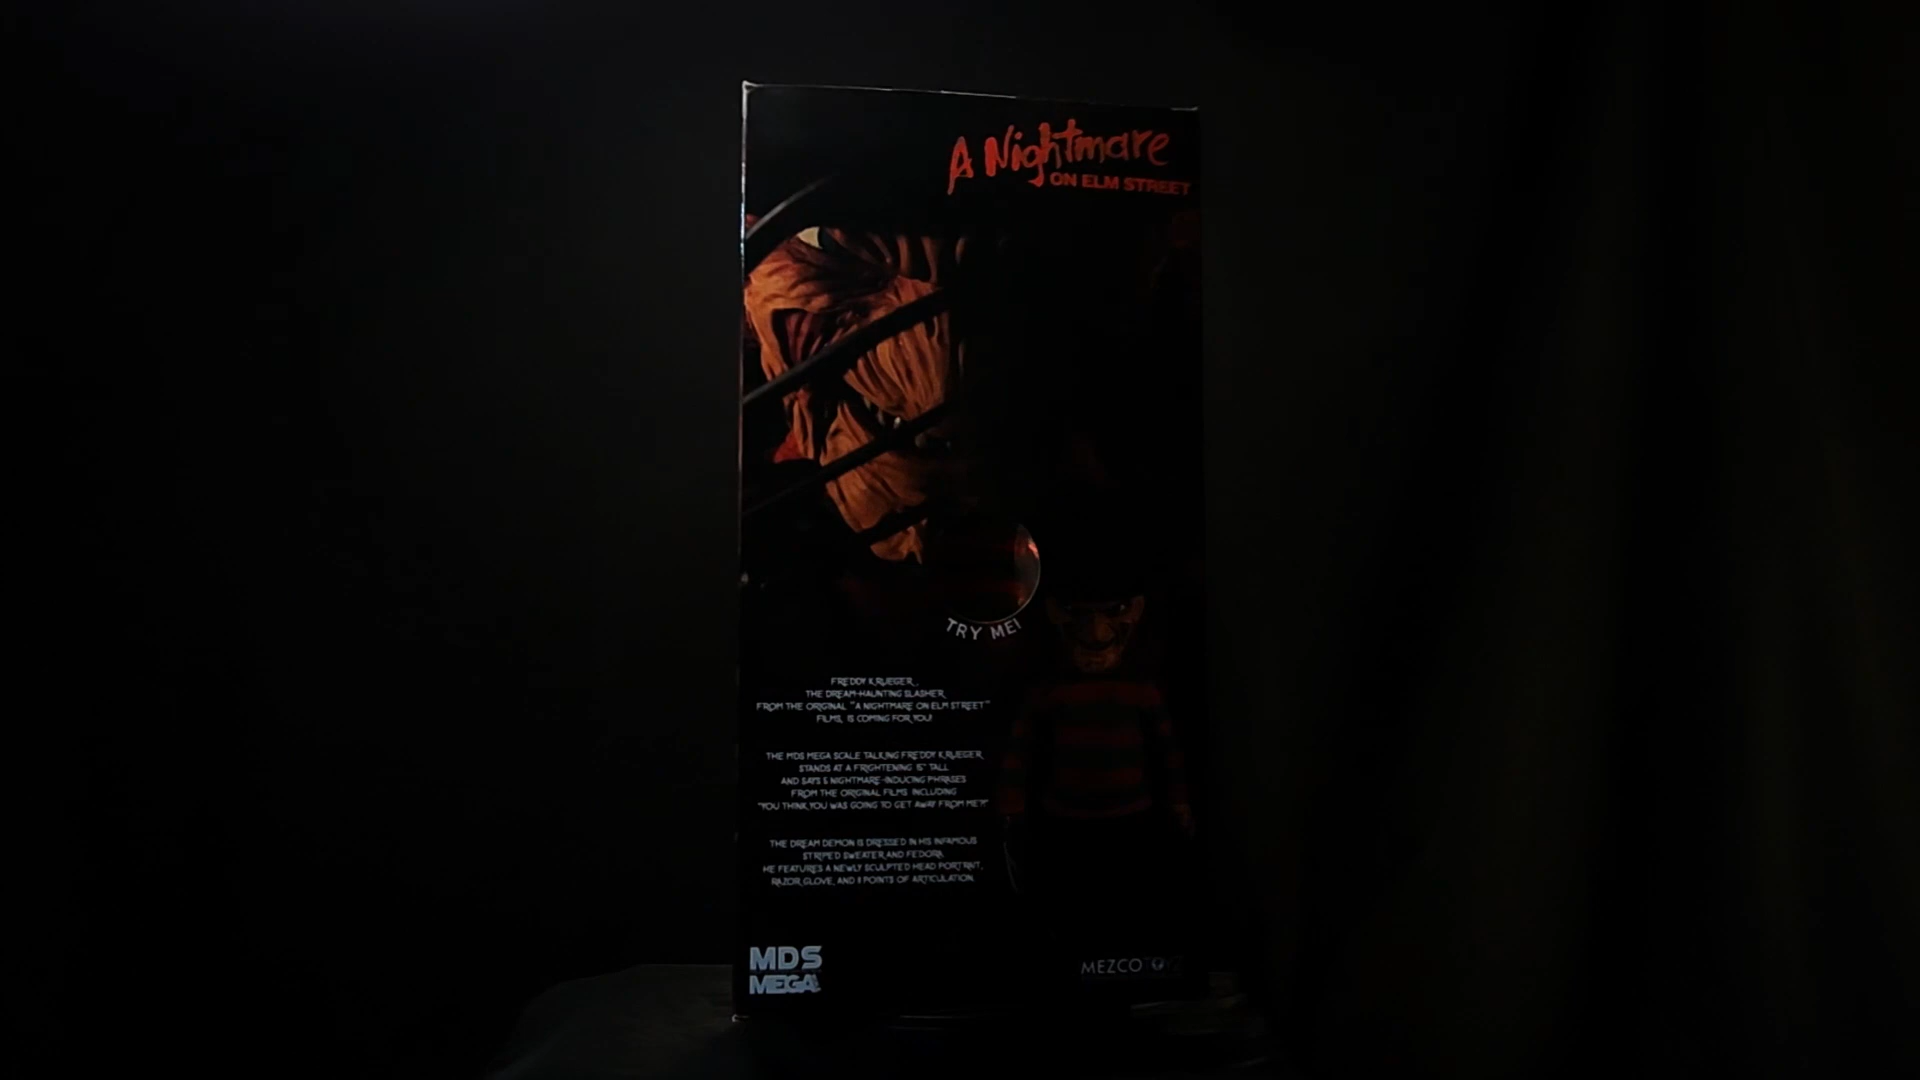 A Nightmare
ON ELM STREET
TRY ME!
FREDDY KRUEGER,
THE DREAM-HAUNTING SLASHER
FROM THE ORIGINAL "A NIGHTMARE ON ELM STREET"
FILMS, IS COMING FOR YOU!
THE MDS MEGA SCALE TALKING FREDDY KRUEGER
STANDS AT A FRIGHTENING 15" TALL
AND SAYS 5 NIGHTMARE-INDUCING PHRASES
FROM THE ORIGINAL FILMS INCLUDING
"YOU THINK YOU WAS GOING TO GET AWAY FROM ME?!"
THE DREAM DEMON IS DRESSED IN HIS INFAMOUS
STRIPED SWEATER AND FEDORA.
HE FEATURES A NEWLY SCULPTED HEAD PORTRAIT,
RAZOR GLOVE, AND 11 POINTS OF ARTICULATION.
MDS
MEGA
MEZCO